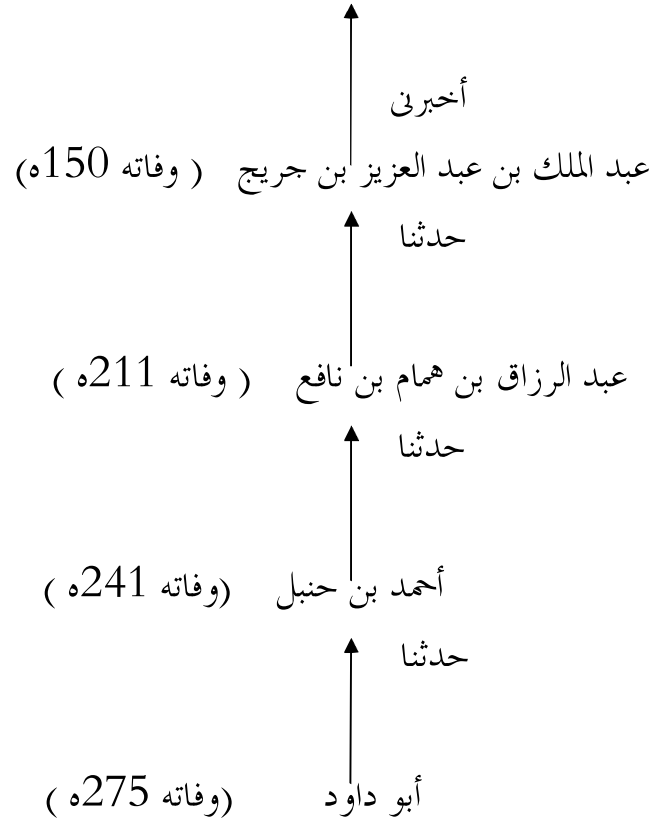 أخبرنى
عبد الملك بن عبد العزيز بن جريج ( وفاته 150ه)
حدثنا
عبد الرزاق بن همام بن نافع ( وفاته 211ه )
حدثنا
أحمد بن حنبل (وفاته 241ه )
حدثنا
أبو داود (وفاته 275ه )